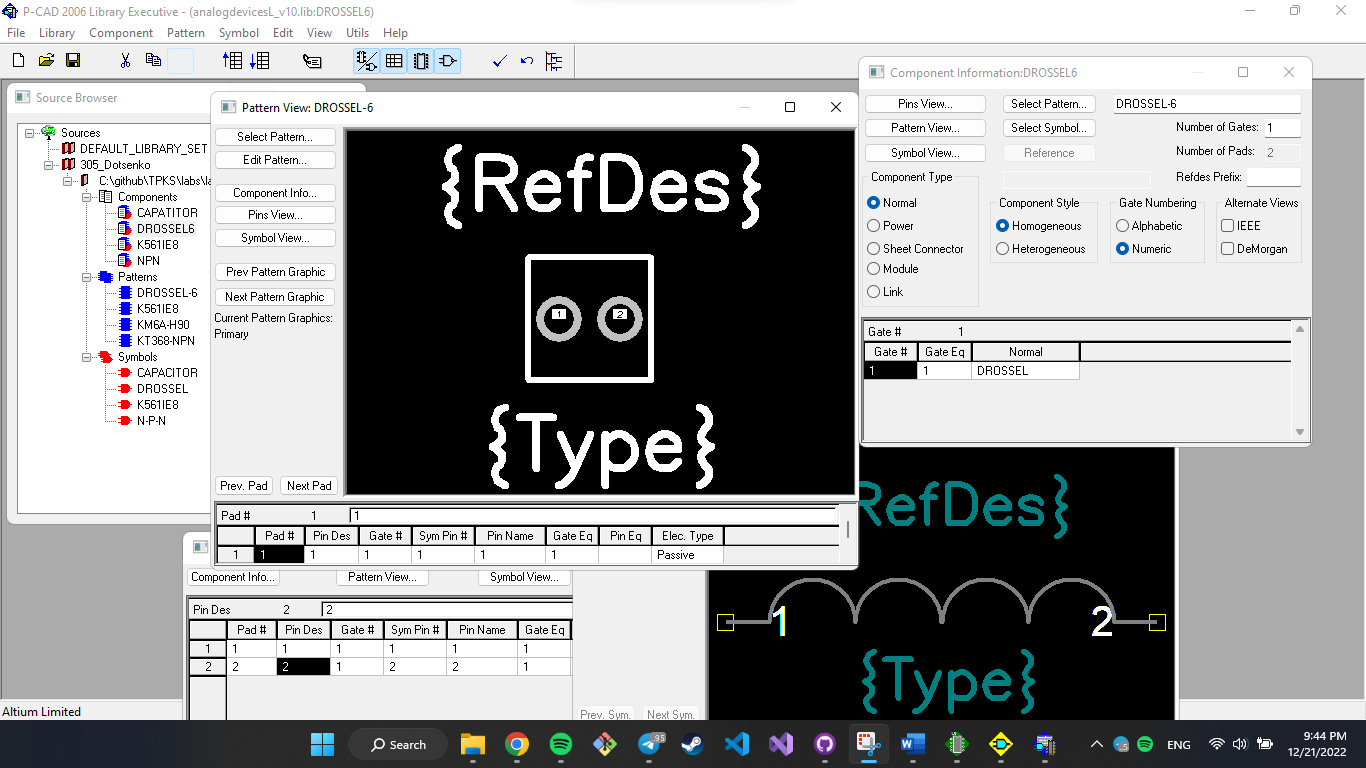 P-CAD 2006 Library Executive - (analogdevicesL_v10.lib:DROSSEL6)
File Library Component Pattern Symbol Edit View Utils Help
Source Browser
Sources
DEFAULT_LIBRARY_SET
305_Dotsenko
C:\github\TPKS\labs\la
Components
CAPATITOR
DROSSEL6
K561IE8
NPN
Patterns
DROSSEL-6
K561IE8
KM6A-H90
KT368-NPN
Symbols
CAPACITOR
DROSSEL
K561IE8
N-P-N
Pattern View: DROSSEL-6
Select Pattern...
Edit Pattern...
Component Info...
Pins View...
Symbol View...
Prev Pattern Graphic
Next Pattern Graphic
Current Pattern Graphics:
Primary
Prev. Pad Next Pad
{RefDes}
1 2
{Type}
Pad # 1 1
Pad # Pin Des Gate # Sym Pin # Pin Name Gate Eq Pin Eq Elec. Type
1 1 1 1 1 1 1 Passive
Component Information:DROSSEL6
Pins View... Select Pattern... DROSSEL-6
Pattern View... Select Symbol... Number of Gates: 1
Symbol View... Reference Number of Pads: 2
Refdes Prefix:
Component Type
Normal
Power
Sheet Connector
Module
Link
Component Style
Homogeneous
Heterogeneous
Gate Numbering
Alphabetic
Numeric
Alternate Views
IEEE
DeMorgan
Gate # 1
Gate # Gate Eq Normal
1 1 DROSSEL
Component Info... Pattern View... Symbol View...
Pin Des 2 2
Pad # Pin Des Gate # Sym Pin # Pin Name Gate Eq
1 1 1 1 1 1 1
2 2 2 1 2 2 1
Prev. Sym. Next Sym.
RefDes}
1 2
{Type}
Altium Limited
Search
95
ENG
9:44 PM
12/21/2022